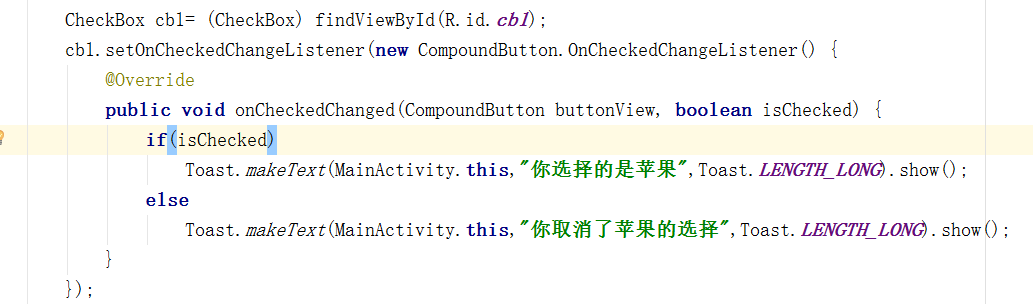 CheckBox cb1= (CheckBox) findViewById(R.id.cb1);
cb1.setOnCheckedChangeListener(new CompoundButton.OnCheckedChangeListener() {
@Override
public void onCheckedChanged(CompoundButton buttonView, boolean isChecked) {
if(isChecked)
Toast.makeText(MainActivity.this,"你选择的是苹果",Toast.LENGTH_LONG).show();
else
Toast.makeText(MainActivity.this,"你取消了苹果的选择",Toast.LENGTH_LONG).show();
}
});